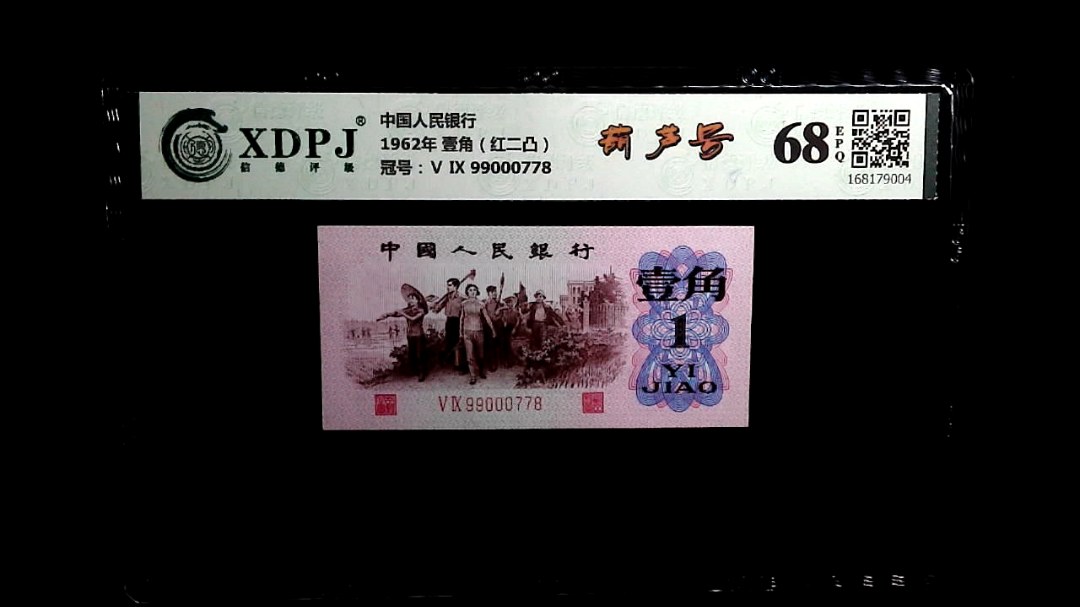 XDPJ®
信德评级
中国人民银行
1962年 壹角（红二凸）
冠号：V IX 99000778
葫芦号
68 EPQ
168179004
中國人民銀行
壹角
1
YI
JIAO
V IX 99000778